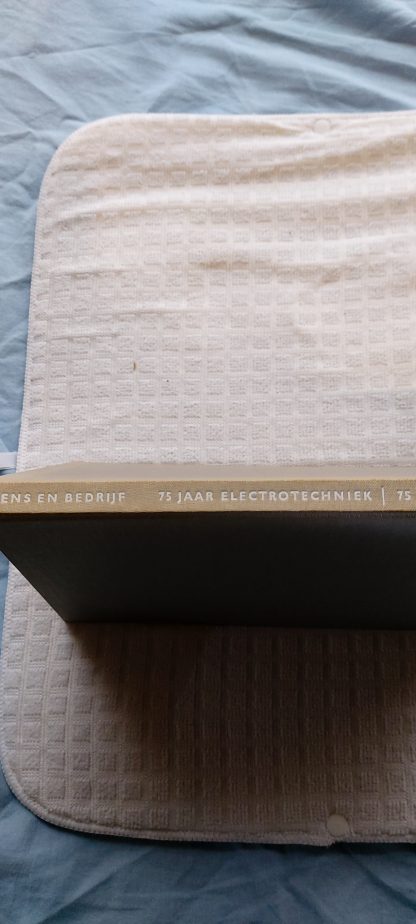 ENS EN BEDRIJF 75 JAAR ELECTROTECHNIEK | 75